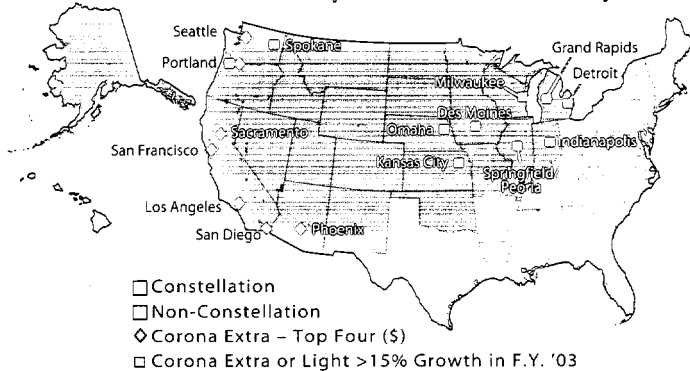 Seattle
Spokane
Grand Rapids
Portland
Detroit
Milwaukee
Des Moines
Sacramento
Omaha
Indianapolis
San Francisco
Kansas City
Springfield/
Peoria
Los Angeles
San Diego
Phoenix
Constellation
Non-Constellation
Corona Extra – Top Four ($)
Corona Extra or Light >15% Growth in F.Y. '03